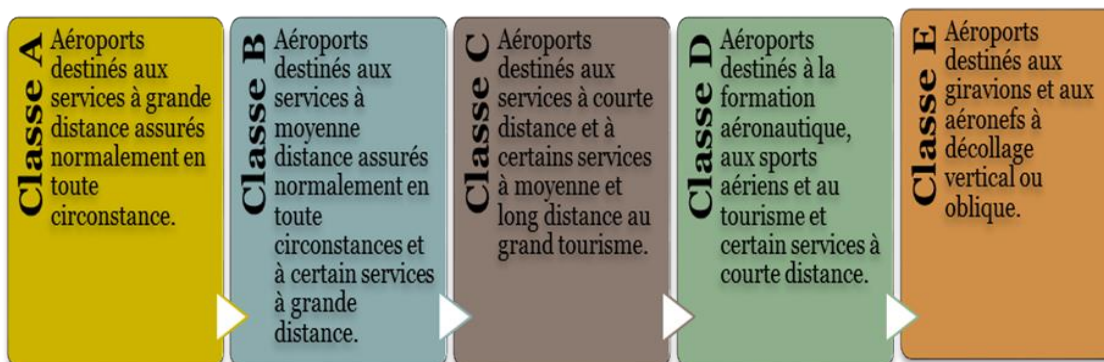 Classe A
Aéroports
destinés aux
services à grande
distance assurés
normalement en
toute
circonstance.
Classe B
Aéroports
destinés aux
services à
moyenne
distance assurés
normalement en
toute
circonstances et
à certain services
à grande
distance.
Classe C
Aéroports
destinés aux
services à courte
distance et à
certains services
à moyenne et
long distance au
grand tourisme.
Classe D
Aéroports
destinés à la
formation
aéronautique,
aux sports
aériens et au
tourisme et
certain services à
courte distance.
Classe E
Aéroports
destinés aux
giravions et aux
aéronefs à
décollage
vertical ou
oblique.